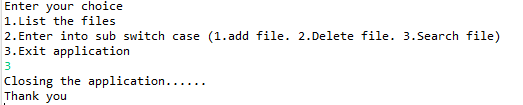 Enter your choice
1.List the files
2.Enter into sub switch case (1.add file. 2.Delete file. 3.Search file)
3.Exit application
3
Closing the application......
Thank you